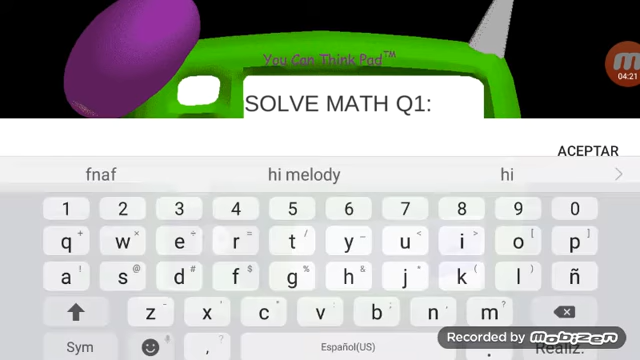 You Can Think Pad™
04:21
SOLVE MATH Q1:
ACEPTAR
fnaf hi melody hi
1 2 3 4 5 6 7 8 9 0
q + w × e ÷ r = t / y _ u < i > o [ p ]
a ! s @ d # f $ g % h & j * k ( l ) ñ
z - x ' c " v : b ; n , m ?
Sym , Español(US) Realiz.
Recorded by Mobizen